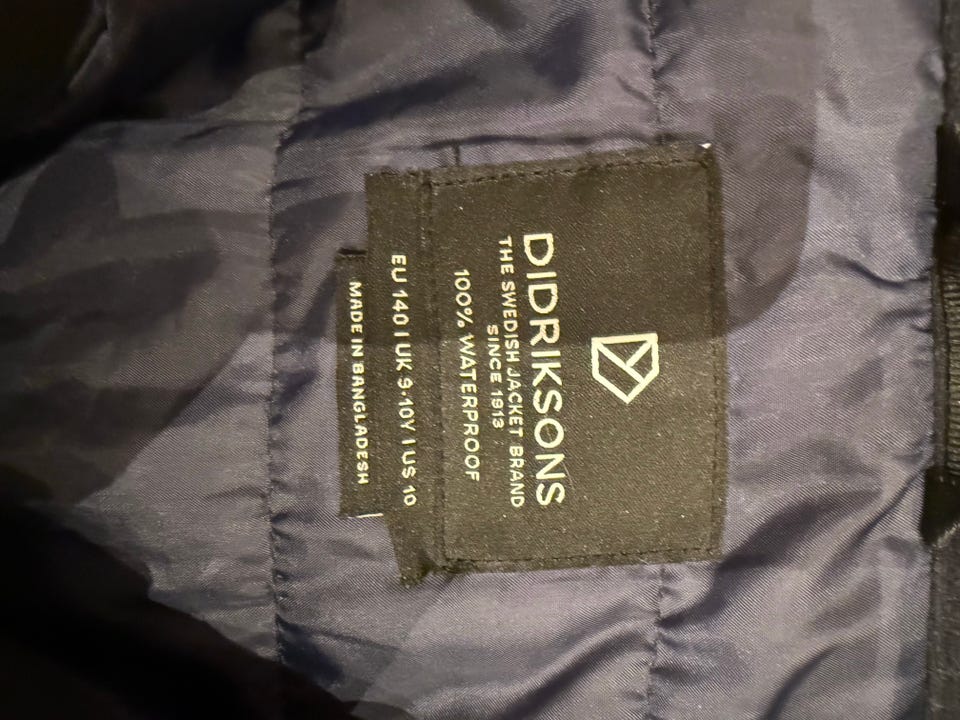 DIDRIKSONS
THE SWEDISH JACKET BRAND
SINCE 1913
100% WATERPROOF
EU 140 | UK 9-10Y | US 10
MADE IN BANGLADESH